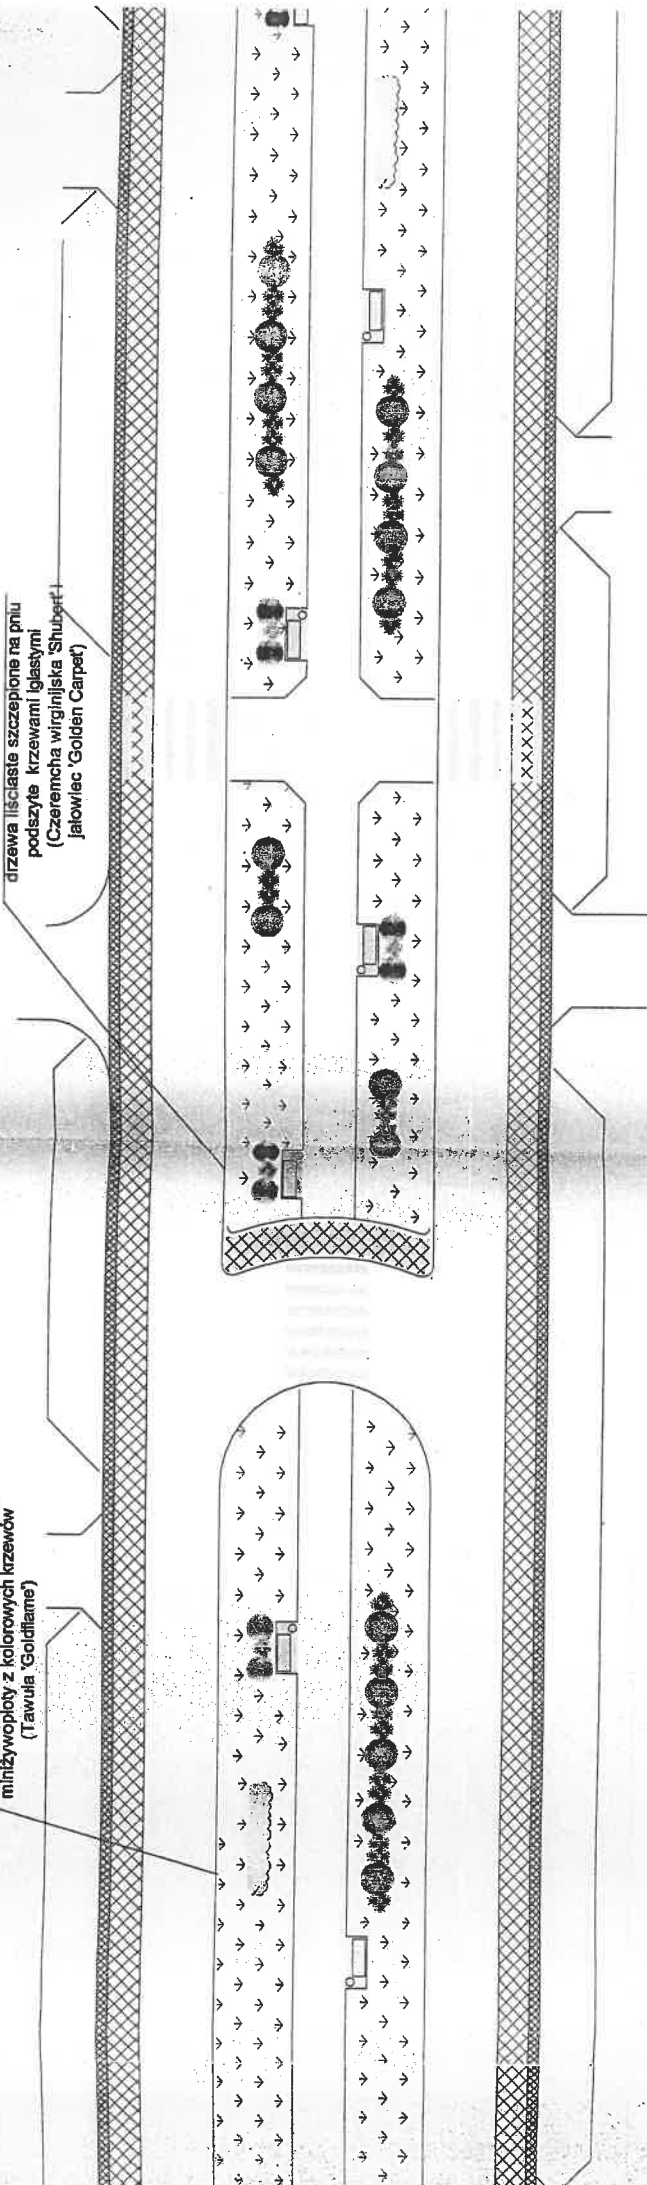 drzewa liściaste szczepione na pniu
podszyte krzewami iglastymi
(Czeremcha wirginijska 'Shubert' i
jałowiec 'Golden Carpet')
miniżywopłoty z kolorowych krzewów
(Tawuła 'Goldflame')